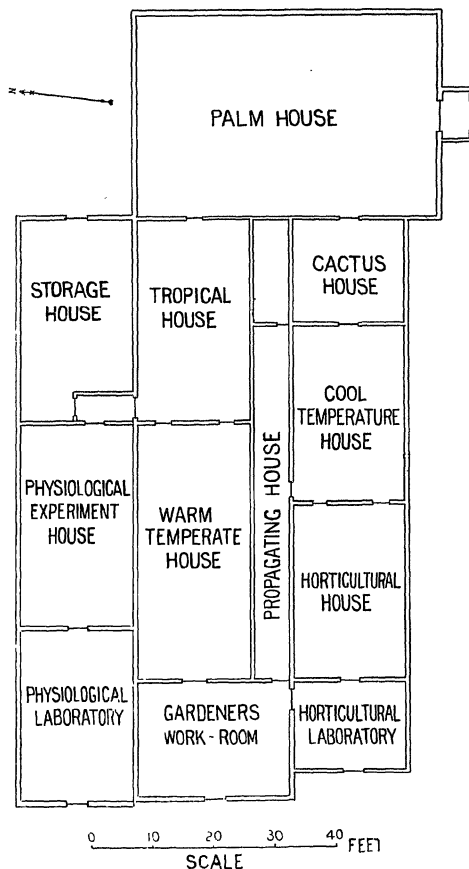 N
PALM HOUSE
STORAGE
HOUSE
TROPICAL
HOUSE
CACTUS
HOUSE
COOL
TEMPERATURE
HOUSE
PROPAGATING HOUSE
PHYSIOLOGICAL
EXPERIMENT
HOUSE
WARM
TEMPERATE
HOUSE
HORTICULTURAL
HOUSE
PHYSIOLOGICAL
LABORATORY
GARDENERS
WORK-ROOM
HORTICULTURAL
LABORATORY
0 10 20 30 40 FEET
SCALE